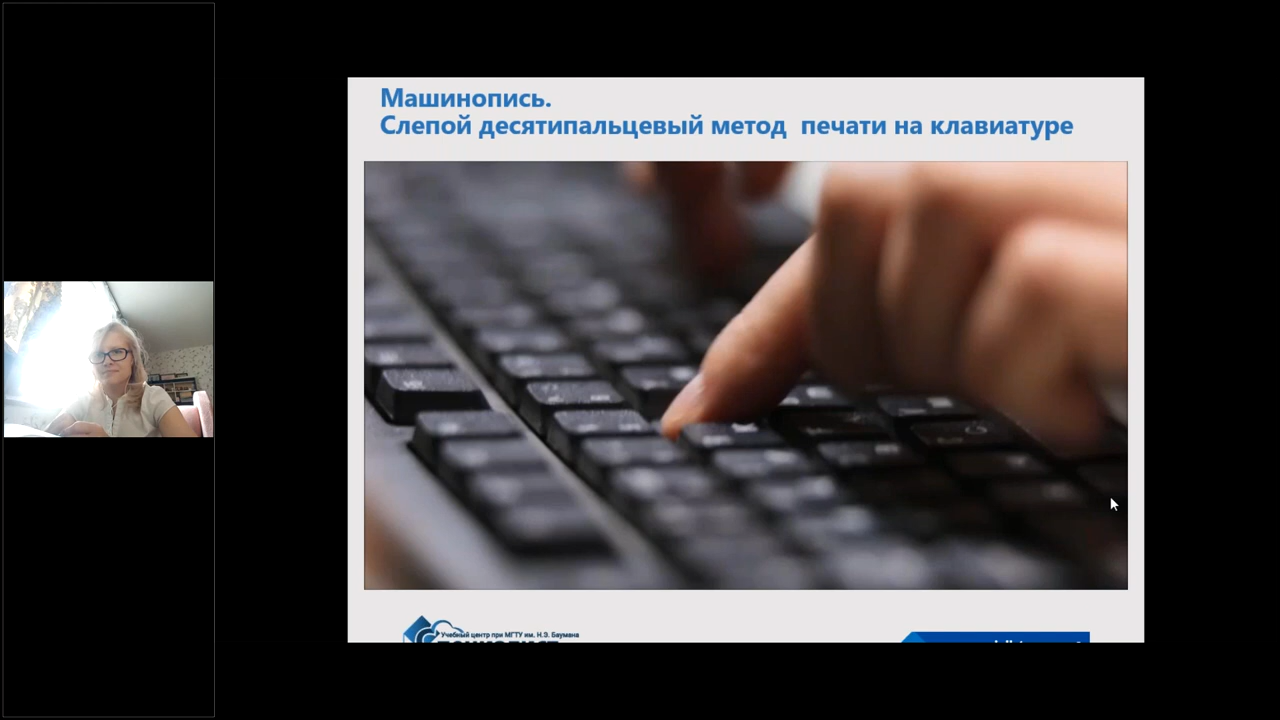 Машинопись.
Слепой десятипальцевый метод печати на клавиатуре
Учебный центр при МГТУ им. Н.Э. Баумана